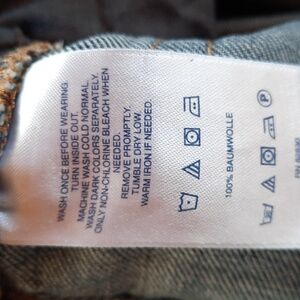 WASH ONCE BEFORE WEARING.
TURN INSIDE OUT.
MACHINE WASH COLD NORMAL.
WASH DARK COLORS SEPARATELY.
ONLY NON-CHLORINE BLEACH WHEN
NEEDED.
REMOVE PROMPTLY.
TUMBLE DRY LOW.
WARM IRON IF NEEDED.
100% BAUMWOLLE
P